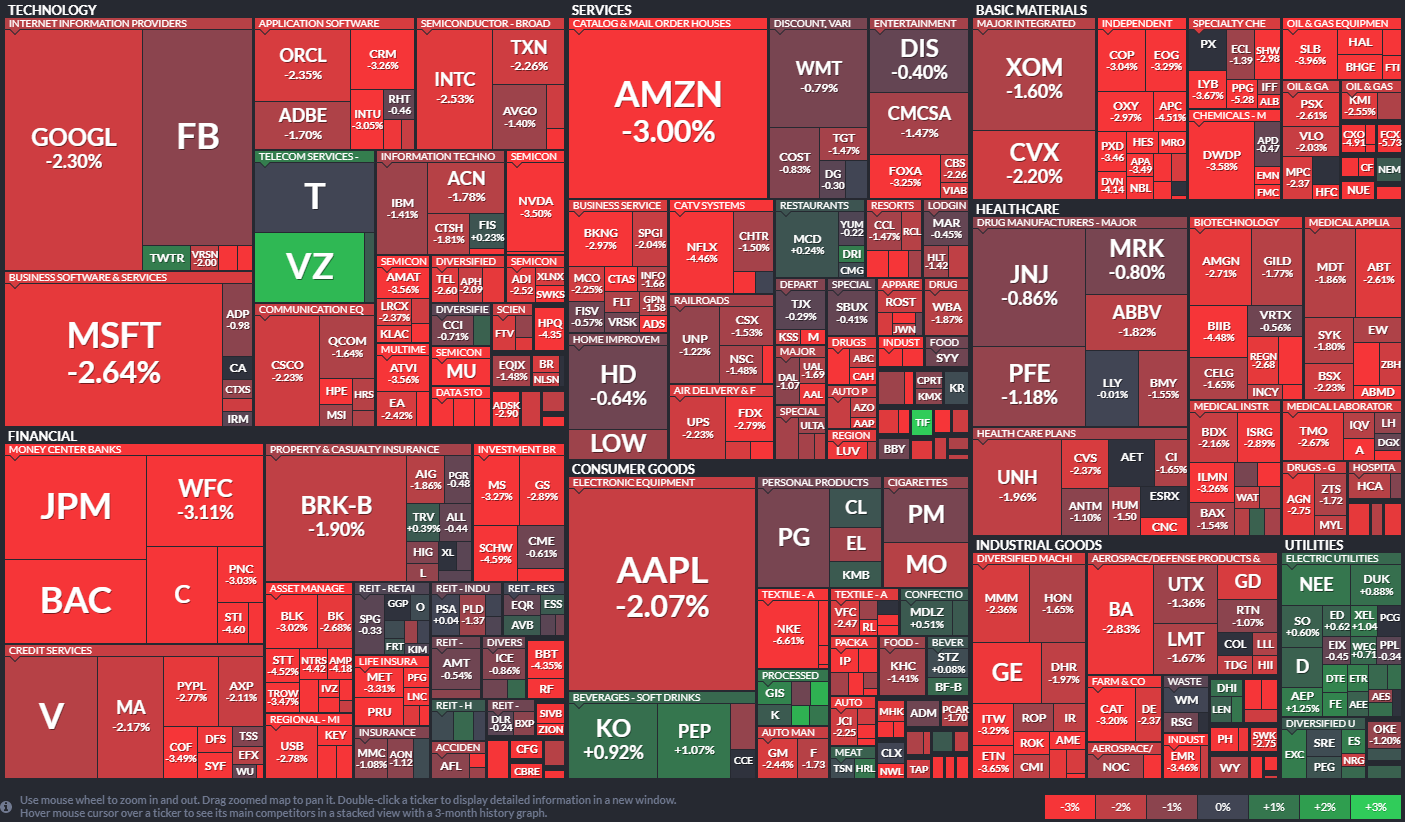 TECHNOLOGY
INTERNET INFORMATION PROVIDERS
GOOGL
-2.30%
FB
TWTR
VRSN
-2.00
APPLICATION SOFTWARE
ORCL
-2.35%
CRM
-3.26%
ADBE
-1.70%
INTU
-3.05%
RHT
-0.46
SEMICONDUCTOR - BROAD
INTC
-2.53%
TXN
-2.26%
AVGO
-1.40%
TELECOM SERVICES -
T
VZ
INFORMATION TECHNO
IBM
-1.41%
ACN
-1.78%
CTSH
-1.81%
FIS
+0.23%
SEMICON
NVDA
-3.50%
BUSINESS SOFTWARE & SERVICES
MSFT
-2.64%
ADP
-0.98
CA
CTXS
IRM
COMMUNICATION EQ
CSCO
-2.23%
QCOM
-1.64%
HPE
HRS
MSI
SEMICON
AMAT
-3.56%
LRCX
-2.37%
KLAC
DIVERSIFIED
TEL
-2.60
APH
-2.09
SEMICON
ADI
-2.52
XLNX
SWKS
DIVERSIFIE
CCI
-0.71%
SCIEN
FTV
HPQ
-4.35
MULTIME
ATVI
-3.56%
EA
-2.42%
SEMICON
MU
EQIX
-1.48%
BR
NLSN
DATA STO
ADSK
-2.90
FINANCIAL
MONEY CENTER BANKS
JPM
WFC
-3.11%
BAC
C
PNC
-3.03%
STI
-4.60
PROPERTY & CASUALTY INSURANCE
BRK-B
-1.90%
AIG
-1.86%
PGR
-0.48
TRV
+0.39%
ALL
-0.44
HIG
XL
L
INVESTMENT BR
MS
-3.27%
GS
-2.89%
SCHW
-4.59%
CME
-0.61%
CREDIT SERVICES
V
MA
-2.17%
PYPL
-2.77%
AXP
-2.11%
COF
-3.49%
DFS
SYF
TSS
EFX
WU
ASSET MANAGE
BLK
-3.02%
BK
-2.68%
STT
-4.52%
NTRS
-4.42
AMP
-4.18
TROW
-3.47%
IVZ
REGIONAL - MI
USB
-2.78%
KEY
REIT - RETAI
SPG
-0.33
GGP
O
FRT
KIM
REIT - INDU
PSA
+0.04
PLD
-1.37
REIT - RES
EQR
ESS
AVB
LIFE INSURA
MET
-3.31%
PFG
LNC
PRU
REIT -
AMT
-0.54%
DIVERS
ICE
-0.86%
BBT
-4.35%
RF
INSURANCE
MMC
-1.08%
AON
-1.12
REIT - H
REIT -
DLR
-0.24
BXP
SIVB
ZION
ACCIDEN
AFL
CFG
CBRE
SERVICES
CATALOG & MAIL ORDER HOUSES
AMZN
-3.00%
DISCOUNT, VARI
WMT
-0.79%
COST
-0.83%
TGT
-1.47%
DG
-0.30
ENTERTAINMENT
DIS
-0.40%
CMCSA
-1.47%
FOXA
-3.25%
CBS
-2.26
VIAB
BUSINESS SERVICE
BKNG
-2.97%
SPGI
-2.04%
MCO
-2.25%
CTAS
INFO
-1.66
FISV
-0.57%
FLT
GPN
-1.58
VRSK
ADS
CATV SYSTEMS
NFLX
-4.46%
CHTR
-1.50%
RESTAURANTS
MCD
+0.24%
YUM
-0.22
DRI
CMG
RESORTS
CCL
-1.47%
RCL
LODGIN
MAR
-0.45%
HLT
-1.42
RAILROADS
UNP
-1.22%
CSX
-1.53%
NSC
-1.48%
DEPART
TJX
-0.29%
KSS
M
SPECIAL
SBUX
-0.41%
APPARE
ROST
JWN
DRUG
WBA
-1.87%
HOME IMPROVEM
HD
-0.64%
LOW
MAJOR
DAL
-1.07
UAL
-1.69
AAL
DRUGS
ABC
CAH
INDUST
FOOD
SYY
AIR DELIVERY & F
UPS
-2.23%
FDX
-2.79%
SPECIAL
ULTA
AUTO P
AZO
AAP
CPRT
KMX
KR
REGION
LUV
TIF
BBY
CONSUMER GOODS
ELECTRONIC EQUIPMENT
AAPL
-2.07%
PERSONAL PRODUCTS
PG
CL
EL
KMB
CIGARETTES
PM
MO
TEXTILE - A
NKE
-6.61%
TEXTILE - A
VFC
-2.47
RL
CONFECTIO
MDLZ
+0.51%
PACKA
IP
FOOD -
KHC
-1.41%
BEVER
STZ
+0.08%
BF-B
BEVERAGES - SOFT DRINKS
KO
+0.92%
PEP
+1.07%
CCE
PROCESSED
GIS
K
AUTO
JCI
-2.25
MHK
ADM
PCAR
-1.70
AUTO MAN
GM
-2.44%
F
-1.73
MEAT
TSN
HRL
CLX
NWL
TAP
BASIC MATERIALS
MAJOR INTEGRATED
XOM
-1.60%
CVX
-2.20%
INDEPENDENT
COP
-3.04%
EOG
-3.29%
OXY
-2.97%
APC
-4.51%
PXD
-3.46
HES
MRO
APA
-3.49
DVN
-4.14
NBL
SPECIALTY CHE
PX
ECL
-1.39
SHW
-2.98
LYB
-3.67%
PPG
-5.28
IFF
ALB
CHEMICALS - M
DWDP
-3.58%
APD
-0.47
EMN
FMC
OIL & GAS EQUIPMEN
SLB
-3.96%
HAL
BHGE
FTI
OIL & GA
PSX
-2.61%
VLO
-2.03%
MPC
-2.37
HFC
OIL & GAS
KMI
-2.55%
CXO
-4.91
FCX
-5.73
CF
NEM
NUE
HEALTHCARE
DRUG MANUFACTURERS - MAJOR
JNJ
-0.86%
MRK
-0.80%
ABBV
-1.82%
PFE
-1.18%
LLY
-0.01%
BMY
-1.55%
BIOTECHNOLOGY
AMGN
-2.71%
GILD
-1.77%
BIIB
-4.48%
VRTX
-0.56%
REGN
-2.68
CELG
-1.65%
INCY
MEDICAL APPLIA
MDT
-1.86%
ABT
-2.61%
SYK
-1.80%
EW
BSX
-2.23%
ZBH
ABMD
HEALTH CARE PLANS
UNH
-1.96%
CVS
-2.37%
AET
CI
-1.65%
ANTM
-1.10%
HUM
-1.50
ESRX
CNC
MEDICAL INSTR
BDX
-2.16%
ISRG
-2.89%
ILMN
-3.26%
WAT
BAX
-1.54%
MEDICAL LABORATOR
TMO
-2.67%
IQV
LH
A
DGX
DRUGS - G
AGN
-2.75
ZTS
-1.72
MYL
HOSPITA
HCA
INDUSTRIAL GOODS
DIVERSIFIED MACHI
MMM
-2.36%
HON
-1.65%
GE
DHR
-1.97%
ITW
-3.29%
ROP
IR
ETN
-3.65%
ROK
AME
CMI
AEROSPACE/DEFENSE PRODUCTS &
BA
-2.83%
UTX
-1.36%
GD
LMT
-1.67%
RTN
-1.07%
COL
LLL
TDG
HII
FARM & CO
CAT
-3.20%
DE
-2.37
WASTE
WM
RSG
DHI
LEN
AEROSPACE/
NOC
INDUST
EMR
-3.46%
PH
SWK
-2.75
WY
UTILITIES
ELECTRIC UTILITIES
NEE
DUK
+0.88%
SO
+0.60%
ED
+0.62
XEL
+1.04
PCG
D
EIX
-0.45
WEC
+0.71
PPL
-0.34
DTE
ETR
AEP
+1.25%
FE
AEE
AES
DIVERSIFIED U
EXC
SRE
ES
PEG
NRG
OKE
-1.20%
Use mouse wheel to zoom in and out. Drag zoomed map to pan it. Double-click a ticker to display detailed information in a new window.
Hover mouse cursor over a ticker to see its main competitors in a stacked view with a 3-month history graph.
-3%
-2%
-1%
0%
+1%
+2%
+3%